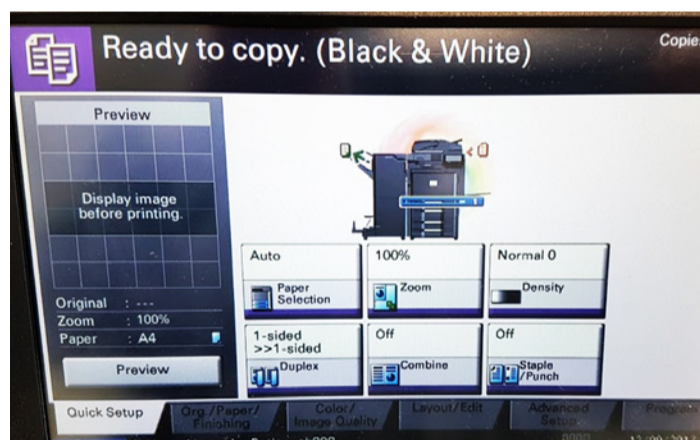 Ready to copy. (Black & White)
Copie
Preview
Display image
before printing.
Original : ---
Zoom : 100%
Paper : A4
Preview
Auto
Paper
Selection
100%
Zoom
Normal 0
Density
1-sided
>>1-sided
Duplex
Off
Combine
Off
Staple
/Punch
Quick Setup
Org./Paper/
Finishing
Color/
Image Quality
Layout/Edit
Advanced
Setup
Progra